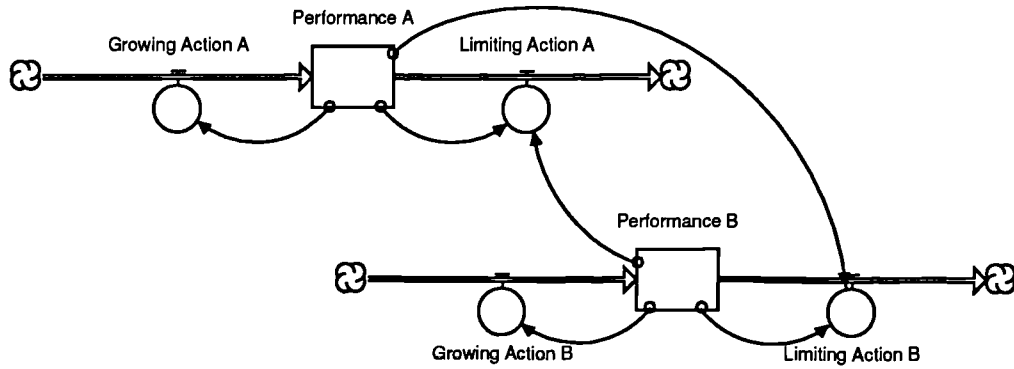 Performance A
Growing Action A
Limiting Action A
Performance B
Growing Action B
Limiting Action B